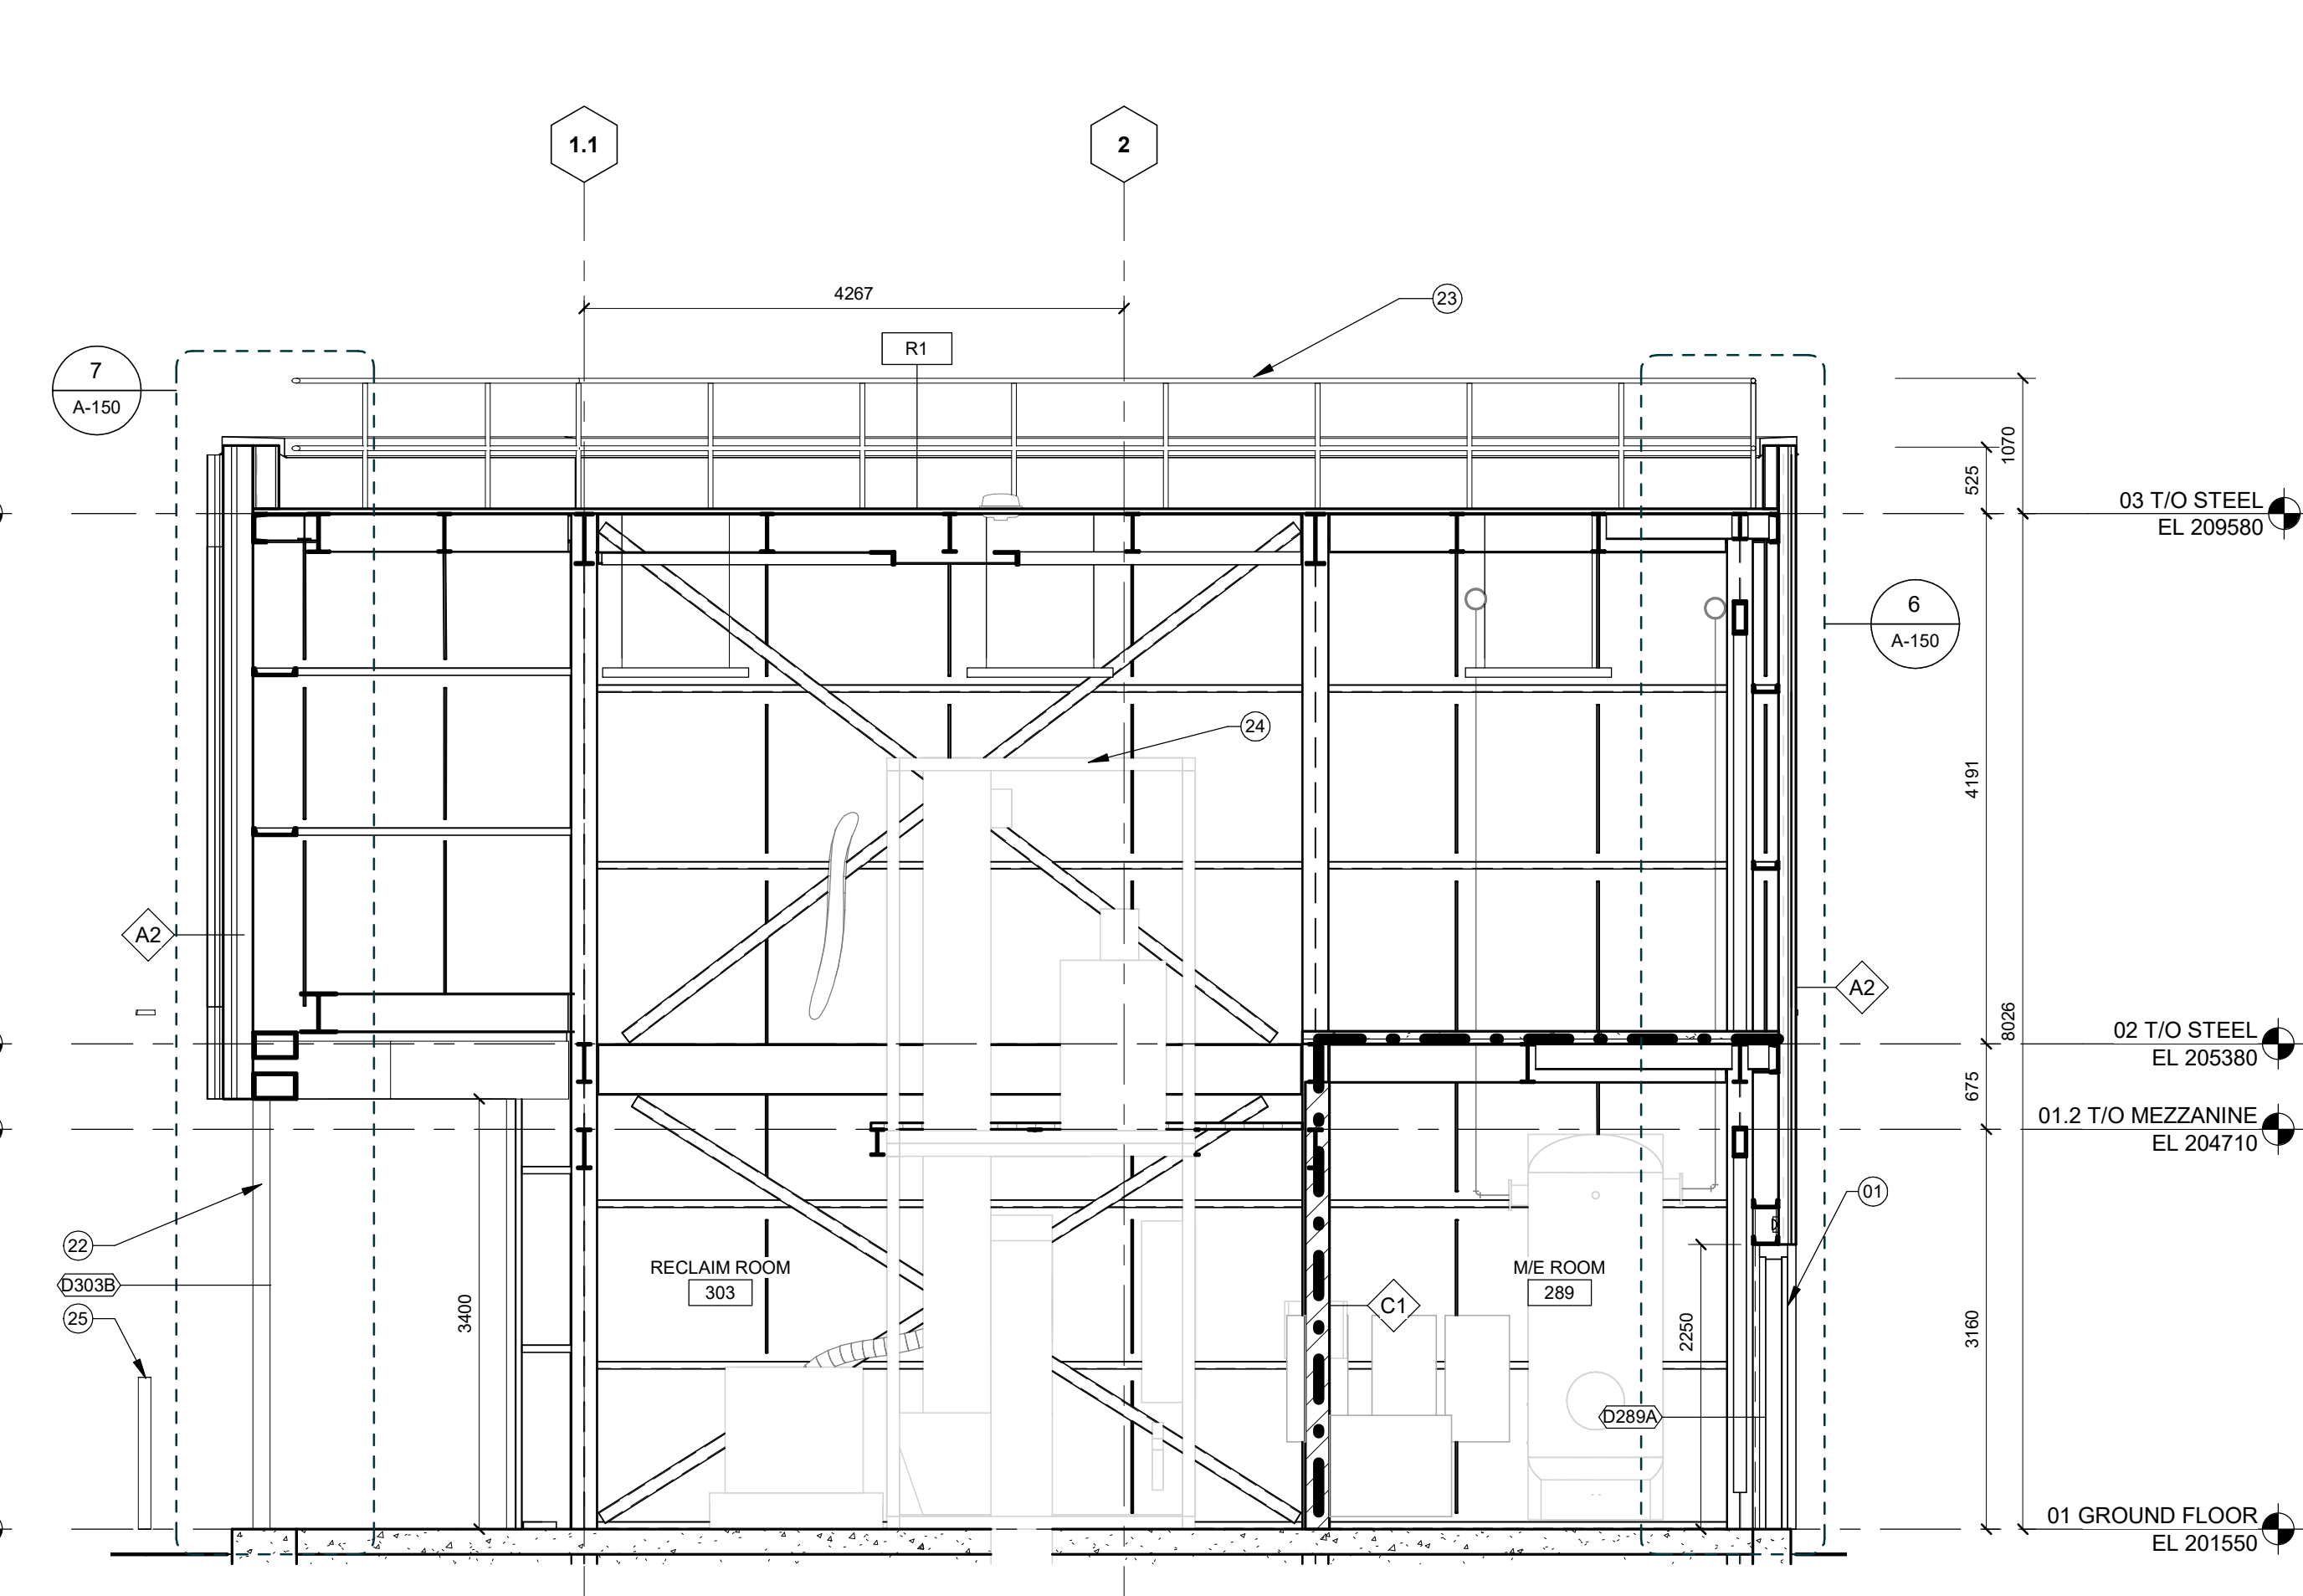 1.1
2
4267
23
R1
7
A-150
1070
525
03 T/O STEEL
EL 209580
6
A-150
24
4191
A2
A2
8026
02 T/O STEEL
EL 205380
675
01.2 T/O MEZZANINE
EL 204710
01
22
D303B
25
3400
RECLAIM ROOM
303
C1
M/E ROOM
289
2250
3160
D289A
01 GROUND FLOOR
EL 201550